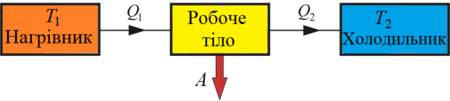 T₁
Нагрівник
Q₁
Робоче
тіло
A
Q₂
T₂
Холодильник